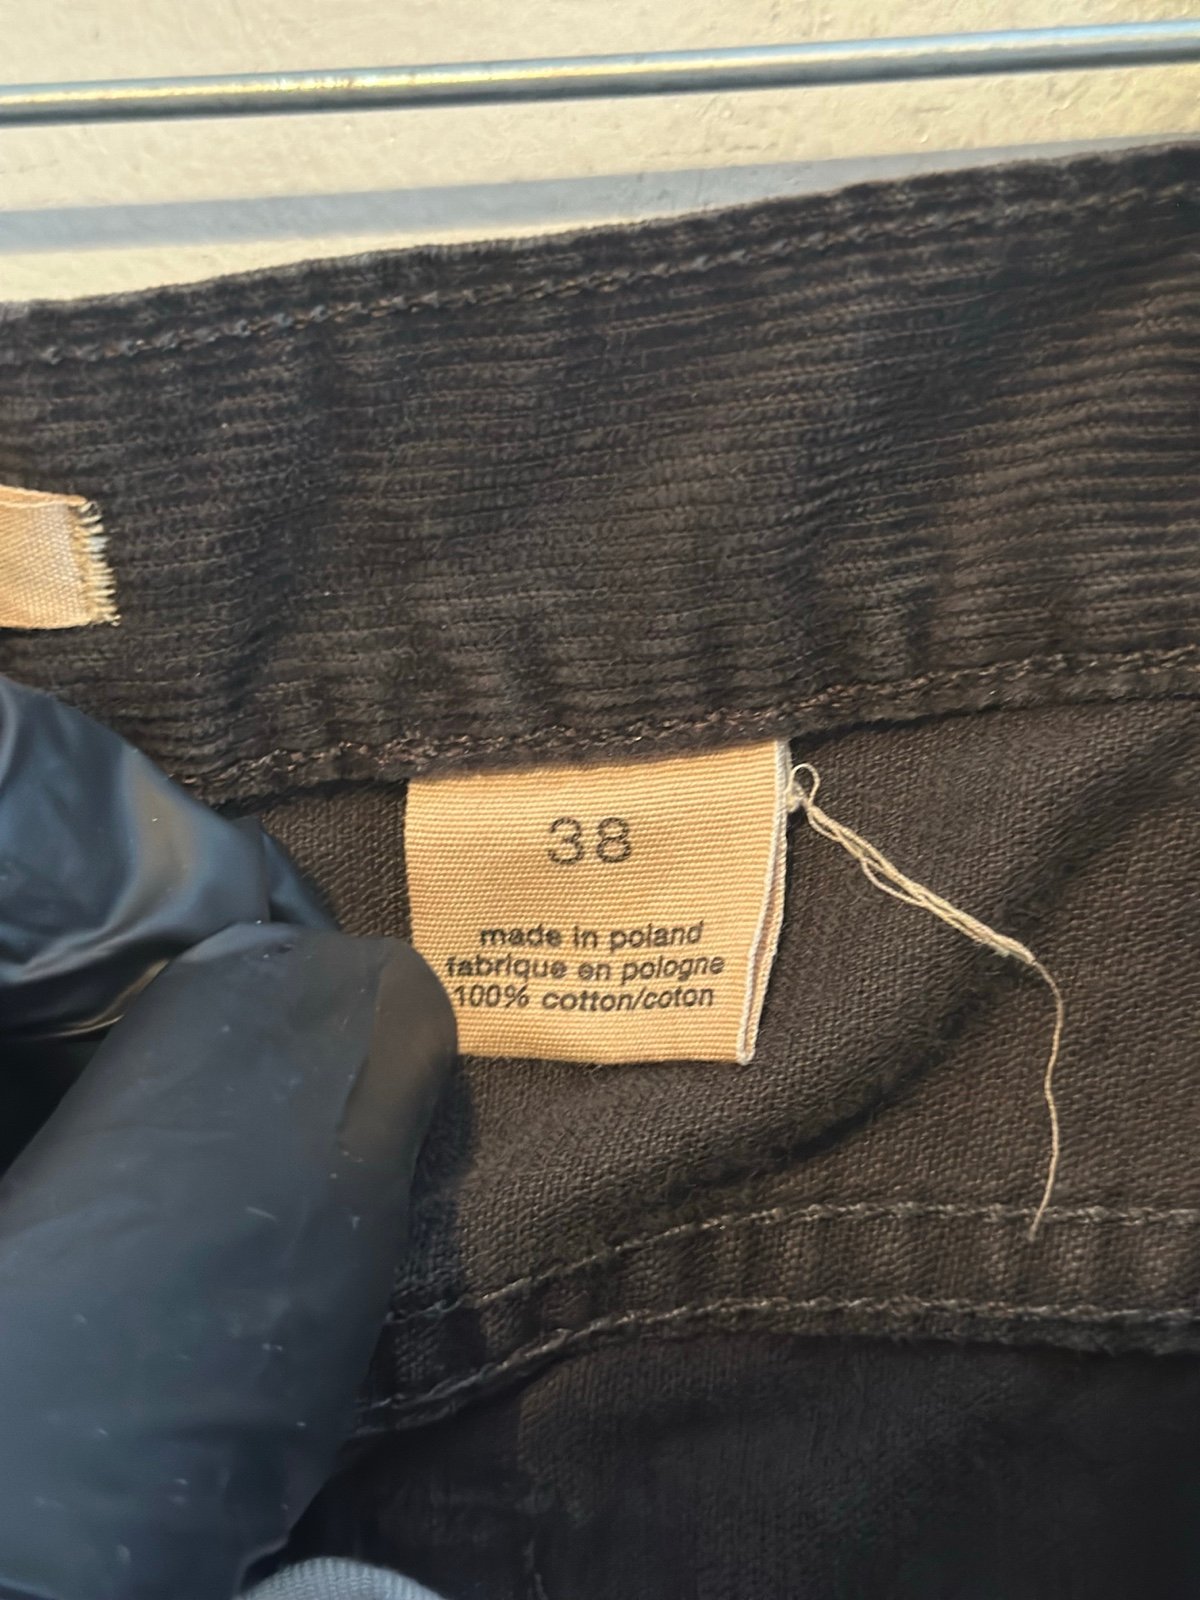 38
made in poland
fabrique en pologne
100% cotton/coton